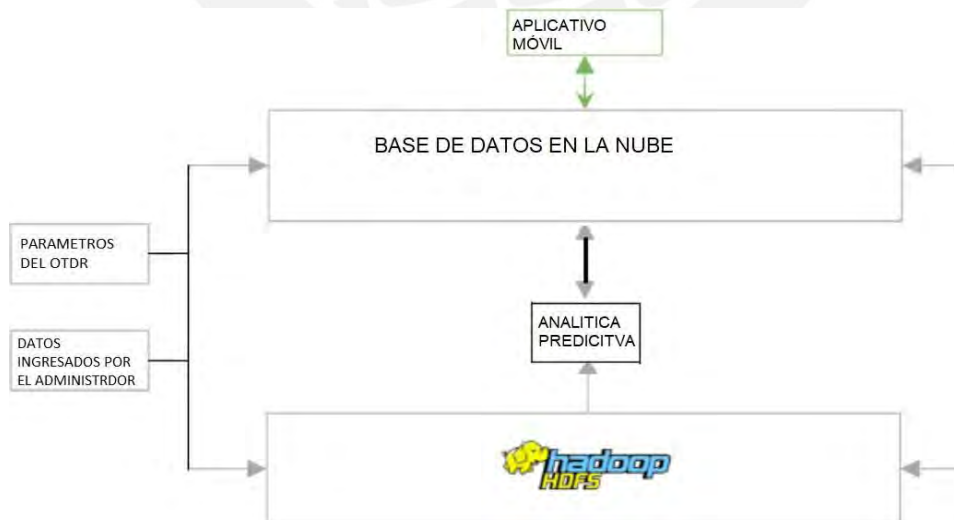 APLICATIVO
MÓVIL
BASE DE DATOS EN LA NUBE
PARAMETROS
DEL OTDR
ANALITICA
PREDICITVA
DATOS
INGRESADOS POR
EL ADMINISTRDOR
hadoop
HDFS